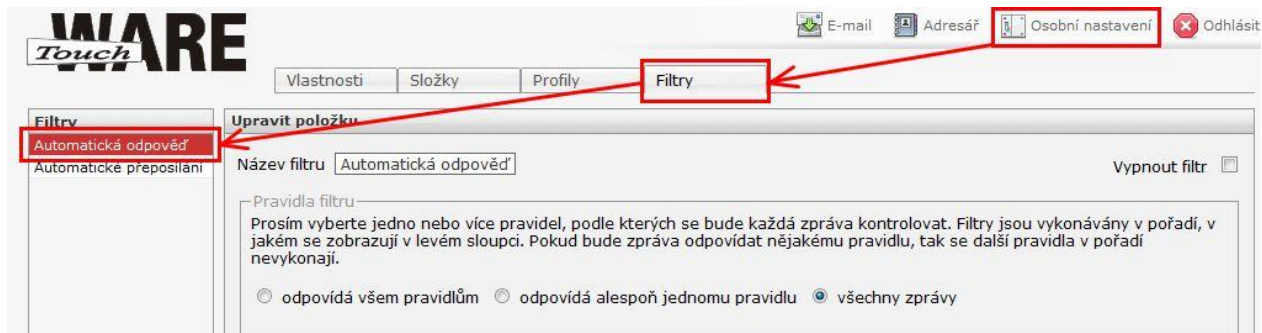 WARE
Touch
E-mail
Adresář
Osobní nastavení
Odhlásit
Vlastnosti
Složky
Profily
Filtry
Filtry
Automatická odpověď
Automatické přeposílání
Upravit položku
Název filtru Automatická odpověď
Vypnout filtr
Pravidla filtru
Prosím vyberte jedno nebo více pravidel, podle kterých se bude každá zpráva kontrolovat. Filtry jsou vykonávány v pořadí, v
jakém se zobrazují v levém sloupci. Pokud bude zpráva odpovídat nějakému pravidlu, tak se další pravidla v pořadí
nevykonají.
odpovídá všem pravidlům odpovídá alespoň jednomu pravidlu všechny zprávy